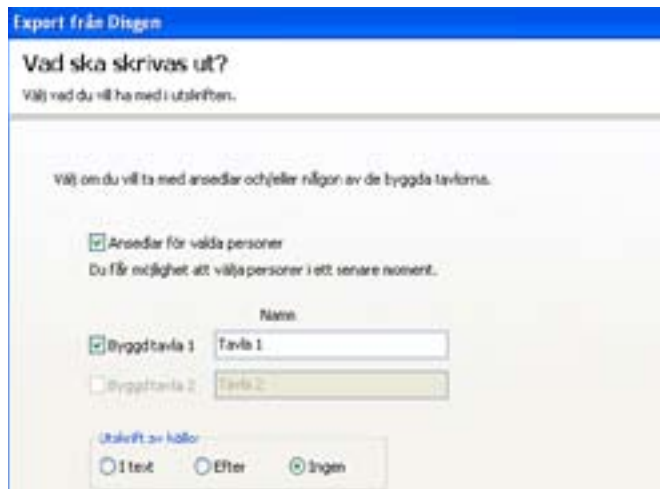 Export från Disgen
Vad ska skrivas ut?
Välj vad du vill ha med i utskriften.
Välj om du vill ta med ansedlar och/eller någon av de byggda tavlorna.
Ansedlar för valda personer
Du får möjlighet att välja personer i ett senare moment.
Namn
Byggd tavla 1 Tavla 1
Byggd tavla 2 Tavla 2
Utskrift av källor
I text Efter Ingen